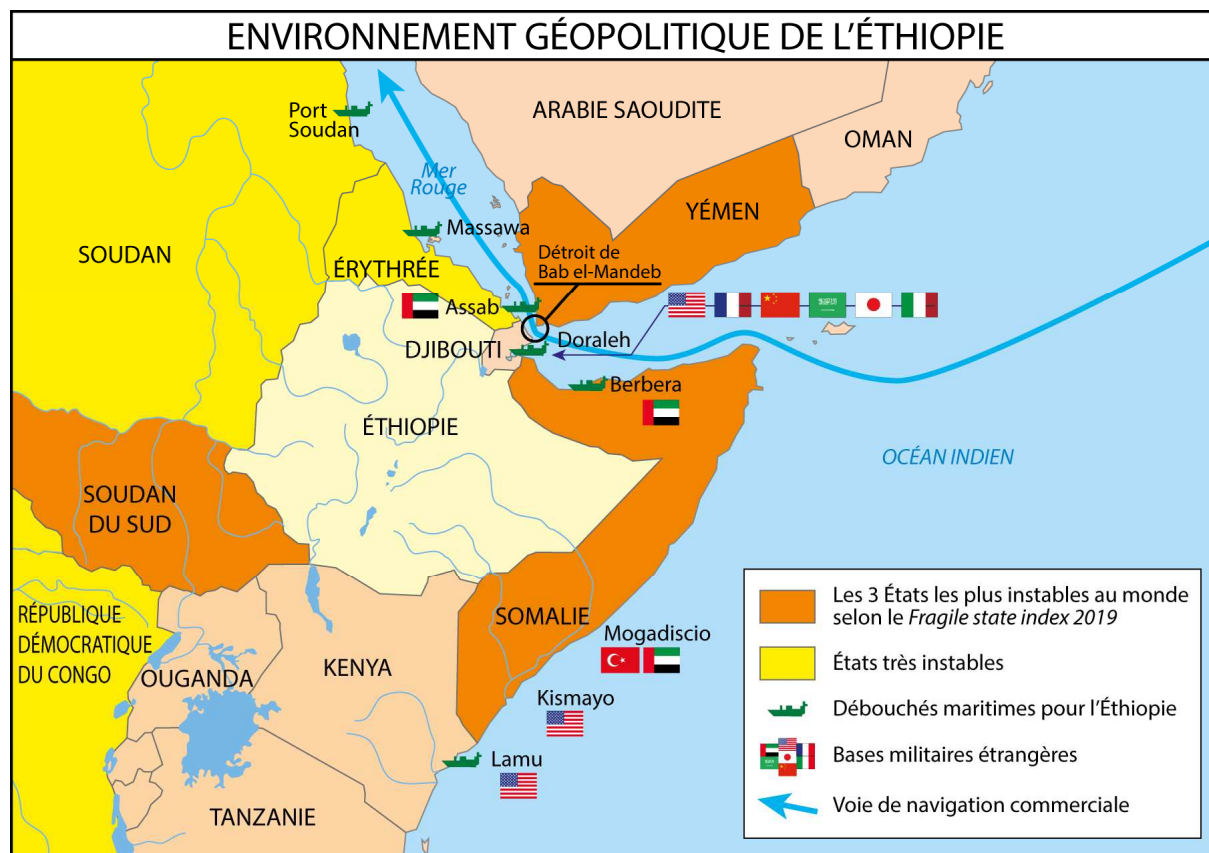 ENVIRONNEMENT GÉOPOLITIQUE DE L'ÉTHIOPIE
Port
Soudan
ARABIE SAOUDITE
OMAN
Mer
Rouge
YÉMEN
Massawa
SOUDAN
Détroit de
Bab el-Mandeb
ÉRYTHRÉE
Assab
Doraleh
DJIBOUTI
Berbera
ÉTHIOPIE
OCÉAN INDIEN
SOUDAN
DU SUD
SOMALIE
RÉPUBLIQUE
DÉMOCRATIQUE
DU CONGO
Mogadiscio
KENYA
OUGANDA
Kismayo
Lamu
TANZANIE
Les 3 États les plus instables au monde
selon le Fragile state index 2019
États très instables
Débouchés maritimes pour l'Éthiopie
Bases militaires étrangères
Voie de navigation commerciale